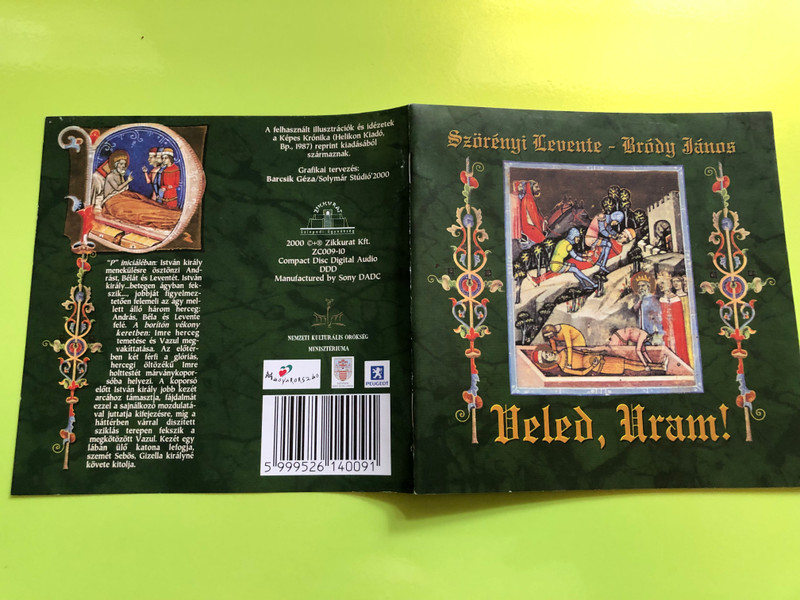 "P" iniciáléban: István király
menekülésre ösztönzi And-
rást, Bélát és Leventét. István
király...betegen ágyban fek-
szik..., jobbját figyelmez-
tetően felemeli az ágy mel-
lett álló három herceg:
András, Béla és Levente
felé. A borítón vékony
keretben: Imre herceg
temetése és Vazul meg-
vakíttatása. Az előtér-
ben két férfi a glóriás,
hercegi öltözékű Imre
holttestét márványkopor-
sóba helyezi. A koporsó
előtt István király jobb kezét
arcához támasztja, fájdalmát
ezzel a sajnálkozó mozdulatá-
val juttatja kifejezésre, míg a
háttérben várral díszített
sziklás terepen fekszik a
megkötözött Vazul. Kezét egy
lábán ülő katona lefogja,
szemét Sebős, Gizella királyné
követe kitolja.
A felhasznált illusztrációk és idézetek
a Képes Krónika (Helikon Kiadó,
Bp., 1987) reprint kiadásából
származnak.
Grafikai tervezés:
Barcsik Géza/Solymár Stúdió'2000
ZIKKURAT
Színpadi Ügynökség
2000 ©+℗ Zikkurat Kft.
ZC009-10
Compact Disc Digital Audio
DDD
Manufactured by Sony DADC
NEMZETI KULTURÁLIS ÖRÖKSÉG
MINISZTÉRIUMA
MAGYARORSZÁG
PEUGEOT
5 999526 140091
Szörényi Levente - Bródy János
Veled, Uram!